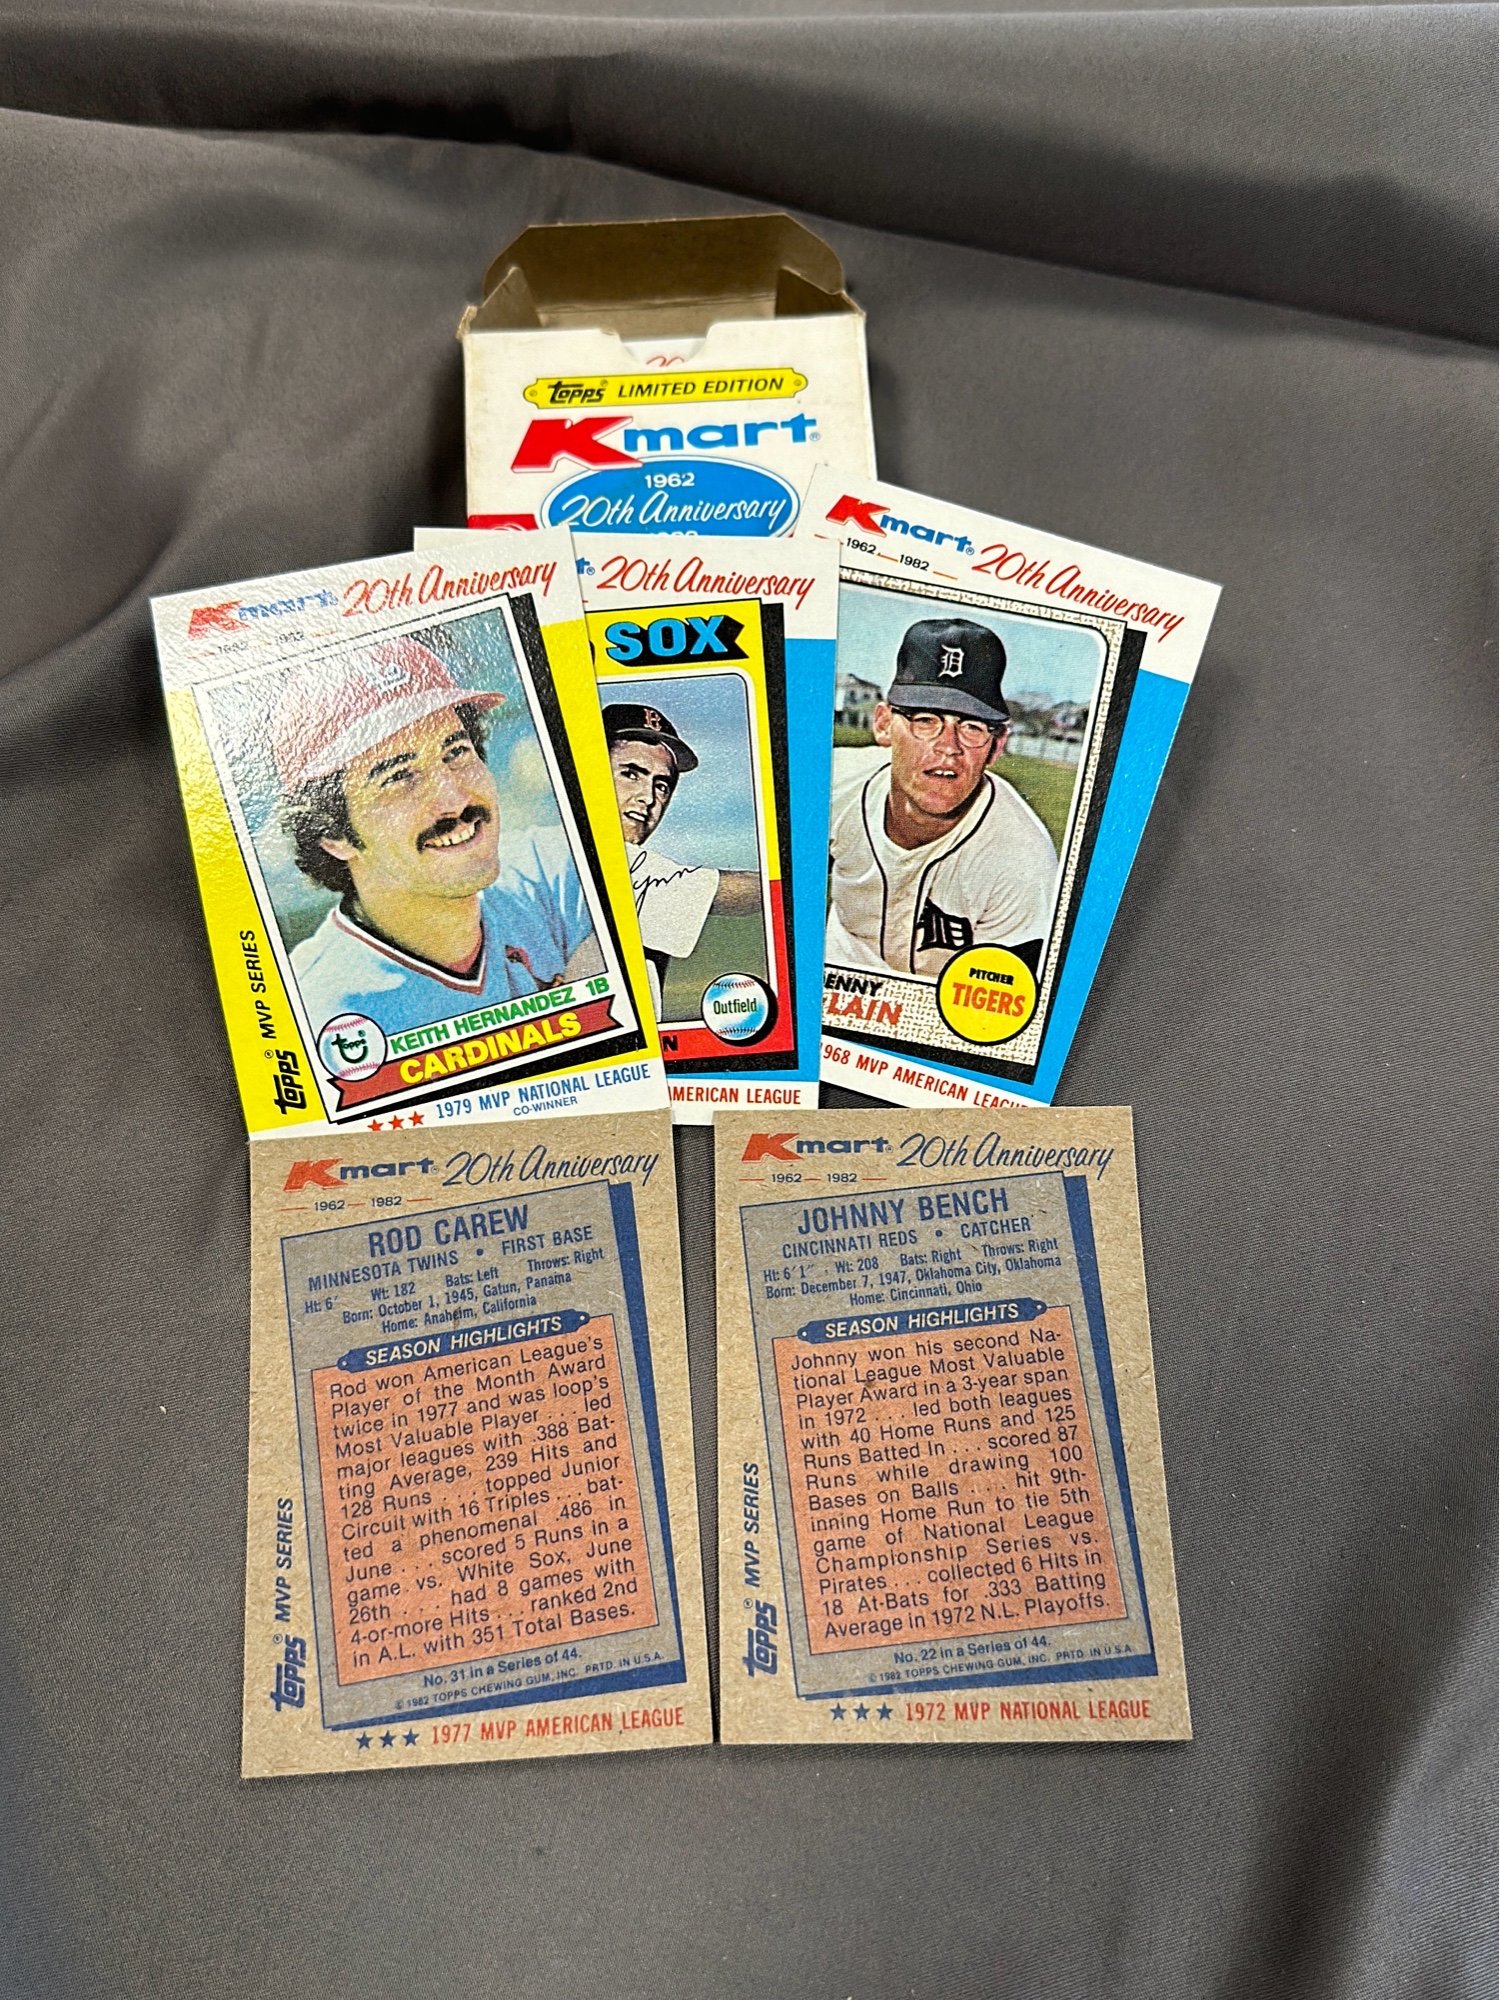 topps LIMITED EDITION
Kmart®
1962
20th Anniversary
Kmart® 20th Anniversary
1962 — 1982
topps
KEITH HERNANDEZ 1B
CARDINALS
topps® MVP SERIES
★★★ 1979 MVP NATIONAL LEAGUE
CO-WINNER
20th Anniversary
SOX
B
Lynn
Outfield
N
AMERICAN LEAGUE
Kmart® 20th Anniversary
1962 — 1982
D
D
PITCHER
TIGERS
ENNY
LAIN
1968 MVP AMERICAN LEAGU
Kmart® 20th Anniversary
1962 — 1982
ROD CAREW
MINNESOTA TWINS • FIRST BASE
Ht: 6' Wt: 182 Bats: Left Throws: Right
Born: October 1, 1945, Gatun, Panama
Home: Anaheim, California
SEASON HIGHLIGHTS
Rod won American League's
Player of the Month Award
twice in 1977 and was loop's
Most Valuable Player . . . led
major leagues with .388 Bat-
ting Average, 239 Hits and
128 Runs . . . topped Junior
Circuit with 16 Triples . . . bat-
ted a phenomenal .486 in
June . . . scored 5 Runs in a
game vs. White Sox, June
26th . . . had 8 games with
4-or-more Hits . . . ranked 2nd
in A.L. with 351 Total Bases.
No. 31 in a Series of 44.
© 1982 TOPPS CHEWING GUM, INC. PRTD. IN U.S.A.
topps® MVP SERIES
★★★ 1977 MVP AMERICAN LEAGUE
Kmart® 20th Anniversary
1962 — 1982
JOHNNY BENCH
CINCINNATI REDS • CATCHER
Ht: 6'1" Wt: 208 Bats: Right Throws: Right
Born: December 7, 1947, Oklahoma City, Oklahoma
Home: Cincinnati, Ohio
SEASON HIGHLIGHTS
Johnny won his second Na-
tional League Most Valuable
Player Award in a 3-year span
in 1972 . . . led both leagues
with 40 Home Runs and 125
Runs Batted In . . . scored 87
Runs while drawing 100
Bases on Balls . . . hit 9th-
inning Home Run to tie 5th
game of National League
Championship Series vs.
Pirates . . . collected 6 Hits in
18 At-Bats for .333 Batting
Average in 1972 N.L. Playoffs.
No. 22 in a Series of 44.
© 1982 TOPPS CHEWING GUM, INC. PRTD. IN U.S.A.
topps® MVP SERIES
★★★ 1972 MVP NATIONAL LEAGUE